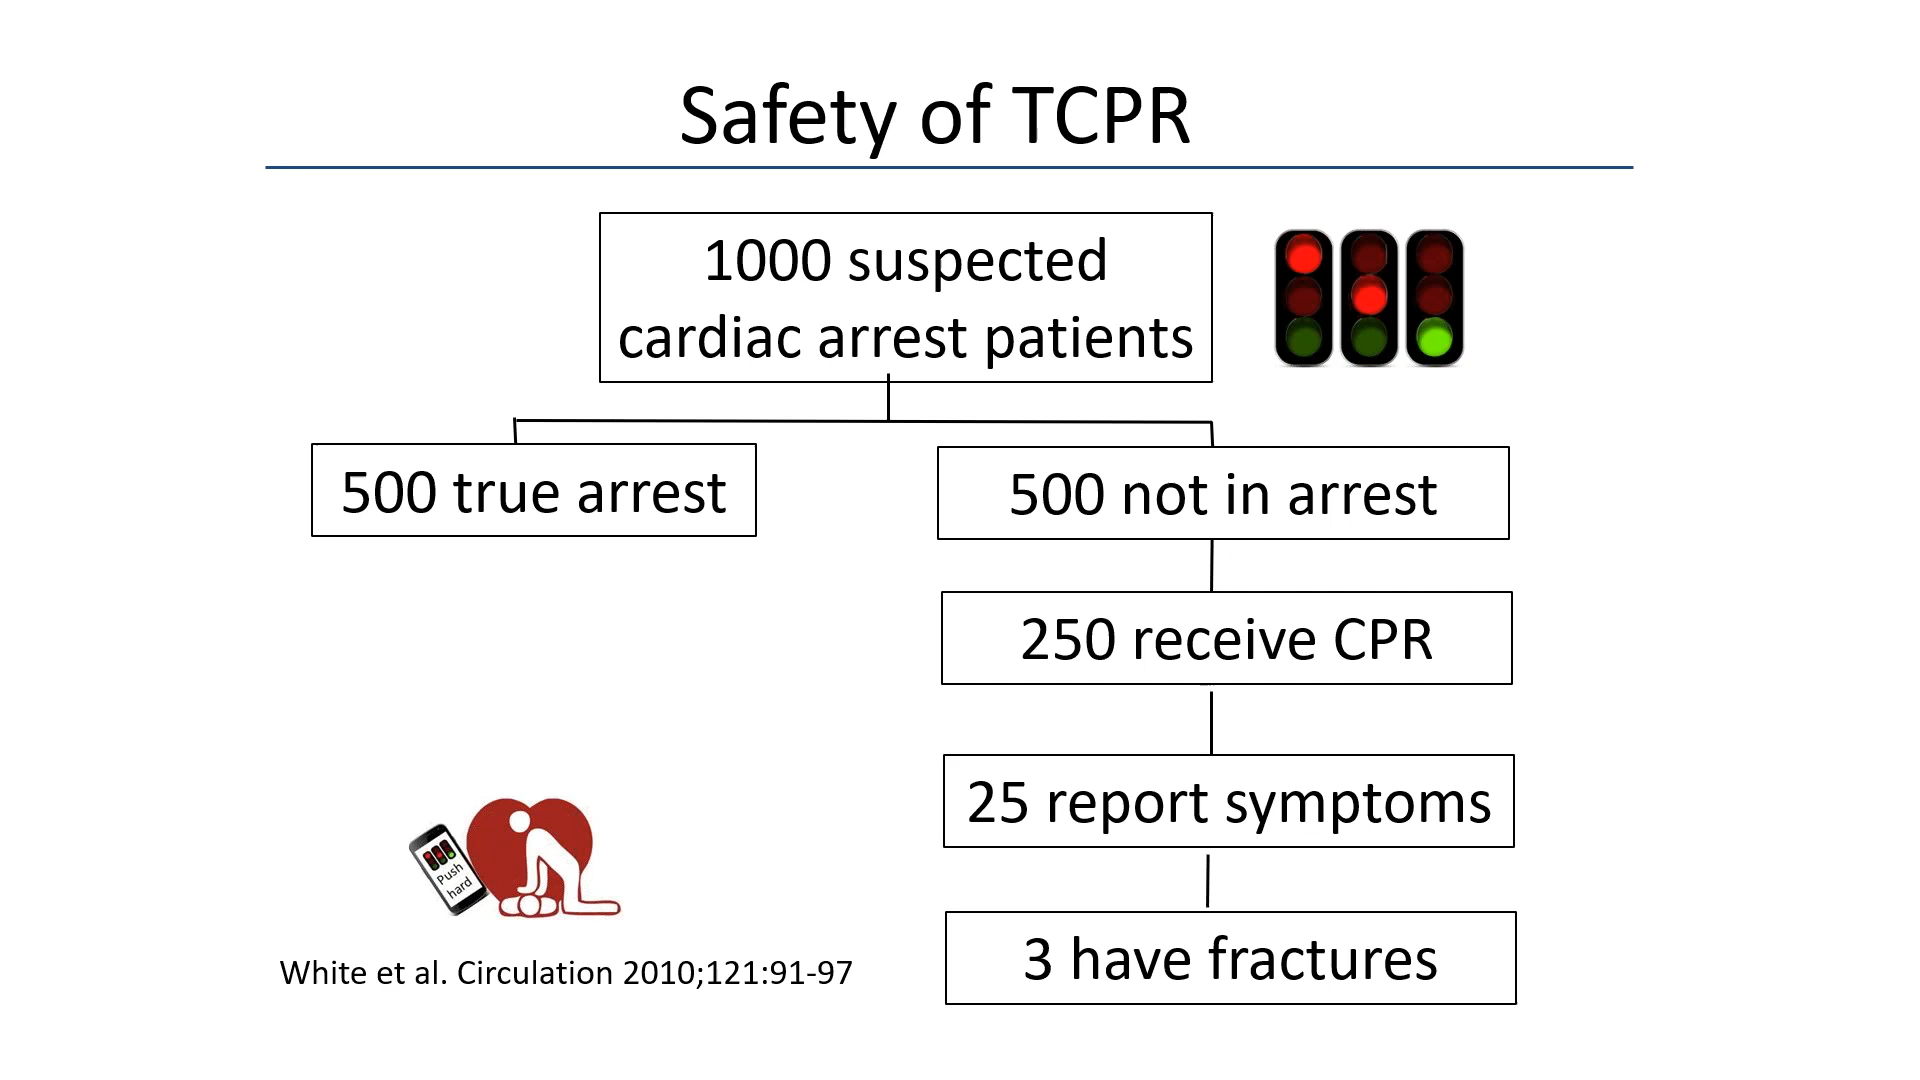 Safety of TCPR
1000 suspected
cardiac arrest patients
500 true arrest
500 not in arrest
250 receive CPR
25 report symptoms
3 have fractures
Push
hard
White et al. Circulation 2010;121:91-97